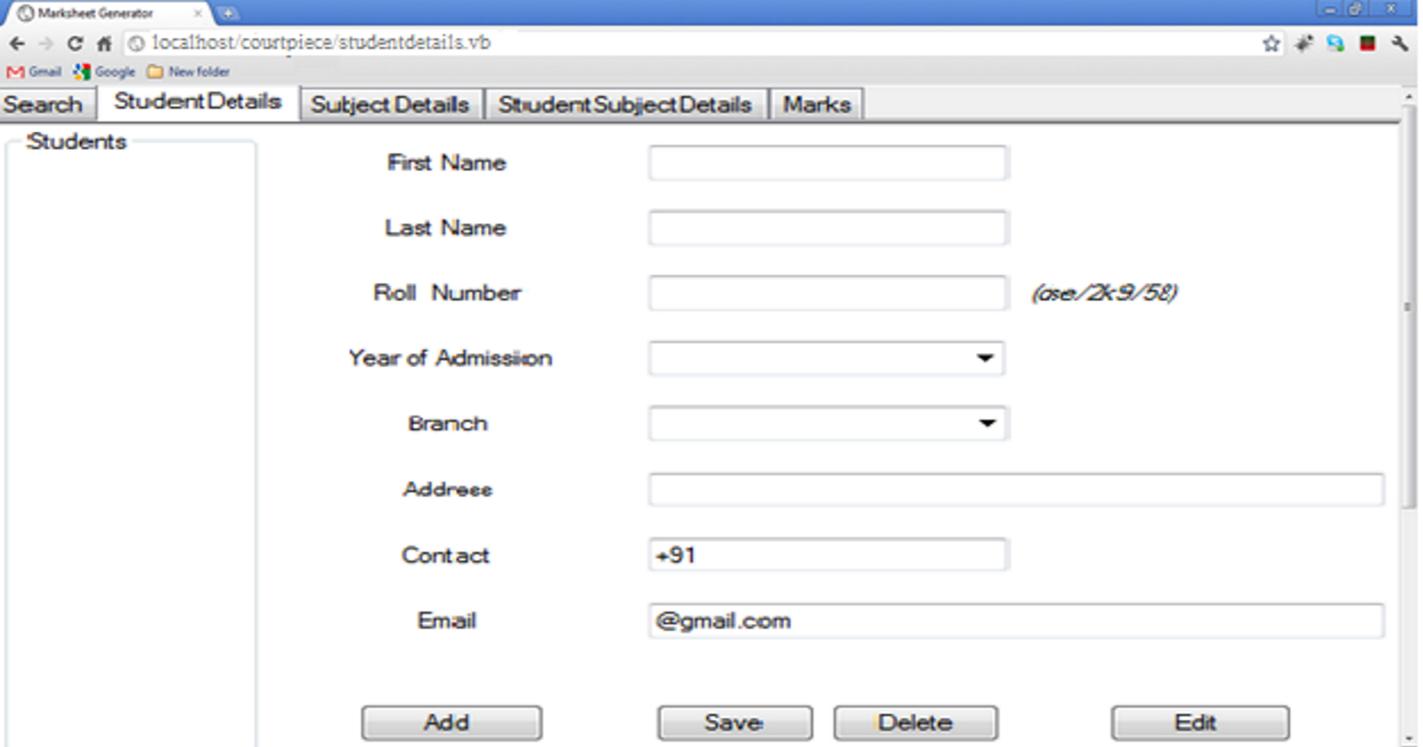 Marksheet Generator
localhost/courtpiece/studentdetails.vb
Gmail Google New folder
Search Student Details Subject Details Student Subject Details Marks
Students
First Name
Last Name
Roll Number (cse/2k9/58)
Year of Admission
Branch
Address
Contact +91
Email @gmail.com
Add Save Delete Edit